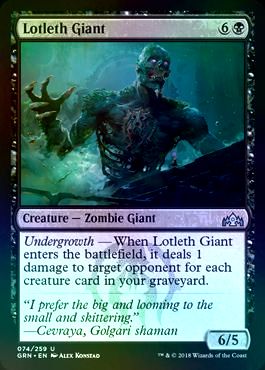 Lotleth Giant 6
Creature — Zombie Giant
Undergrowth — When Lotleth Giant
enters the battlefield, it deals 1
damage to target opponent for each
creature card in your graveyard.
“I prefer the big and looming to the
small and skittering.”
—Cevraya, Golgari shaman
6/5
074/259 U
GRN • EN Alex Konstad
™ & © 2018 Wizards of the Coast